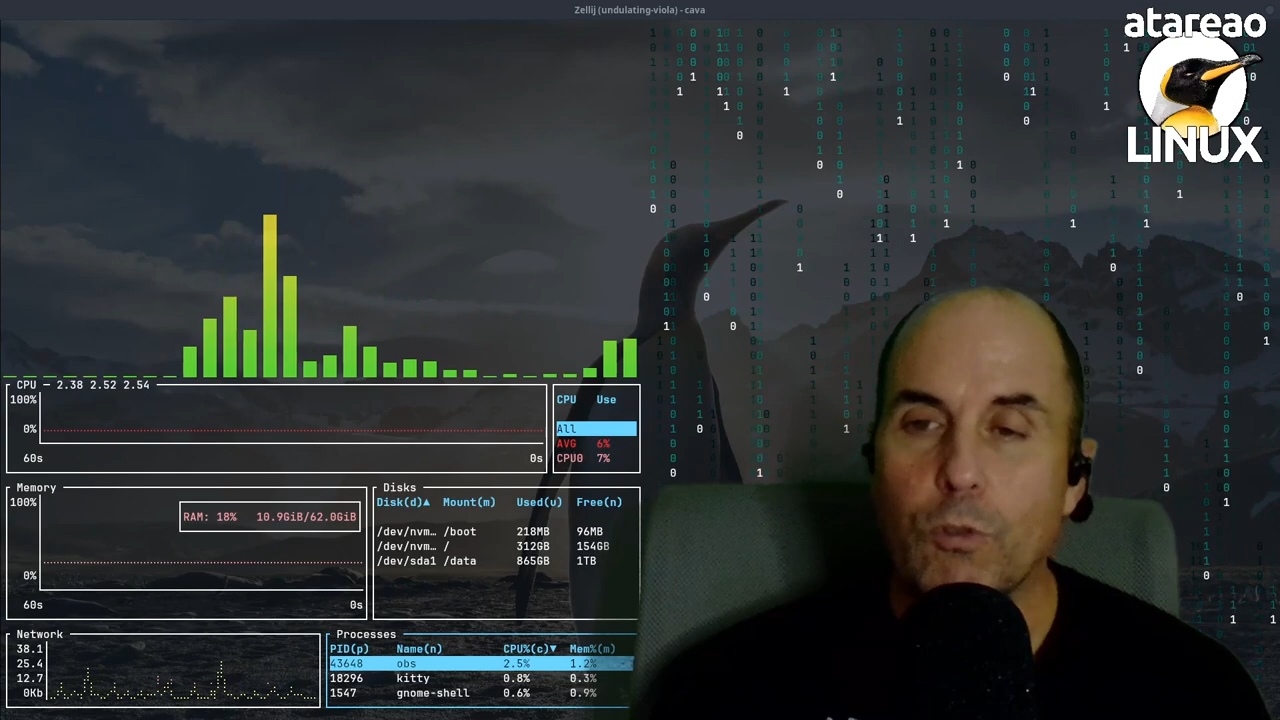 Zellij (undulating-viola) - cava
atareao
LINUX
CPU — 2.38 2.52 2.54
100%
0%
60s 0s
CPU Use
All
AVG 6%
CPU0 7%
Memory
100%
RAM: 18% 10.9GiB/62.0GiB
0%
60s 0s
Disks
Disk(d)▲ Mount(m) Used(u) Free(n)
/dev/nvm… /boot 218MB 96MB
/dev/nvm… / 312GB 154GB
/dev/sda1 /data 865GB 1TB
Network
38.1
25.4
12.7
0Kb
Processes
PID(p) Name(n) CPU%(c)▼ Mem%(m)
43648 obs 2.5% 1.2%
18296 kitty 0.8% 0.3%
1547 gnome-shell 0.6% 0.9%